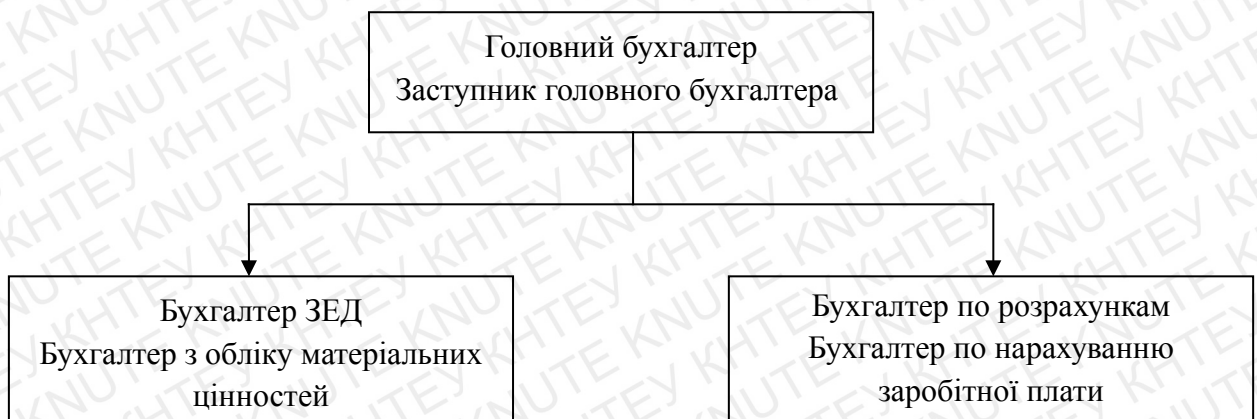 Головний бухгалтер
Заступник головного бухгалтера
Бухгалтер ЗЕД
Бухгалтер з обліку матеріальних
цінностей
Бухгалтер по розрахункам
Бухгалтер по нарахуванню
заробітної плати